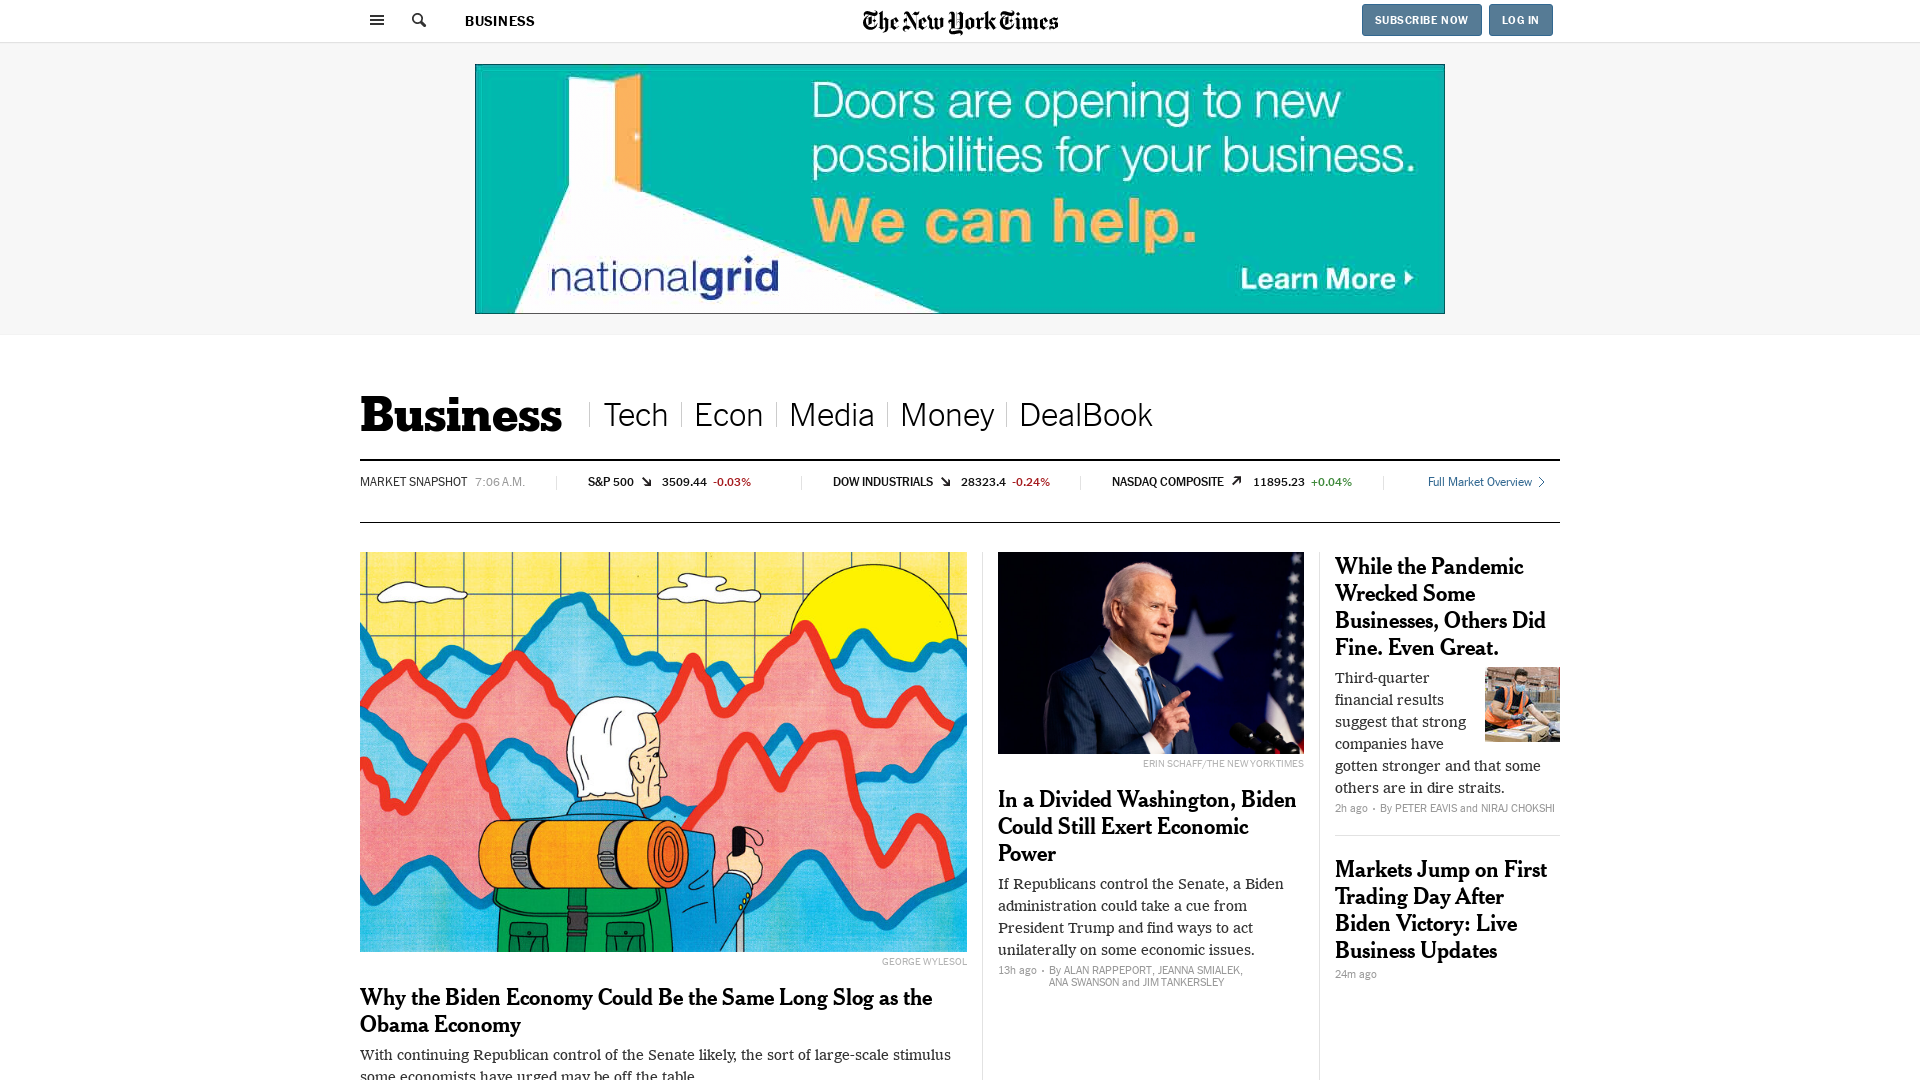 BUSINESS
The New York Times
SUBSCRIBE NOW
LOG IN
Doors are opening to new
possibilities for your business.
We can help.
nationalgrid
Learn More
Business
Tech
Econ
Media
Money
DealBook
MARKET SNAPSHOT 7:06 A.M.
S&P 500 3509.44 -0.03%
DOW INDUSTRIALS 28323.4 -0.24%
NASDAQ COMPOSITE 11895.23 +0.04%
Full Market Overview
GEORGE WYLESOL
Why the Biden Economy Could Be the Same Long Slog as the
Obama Economy
With continuing Republican control of the Senate likely, the sort of large-scale stimulus
some economists have urged may be off the table.
ERIN SCHAFF/THE NEW YORKTIMES
In a Divided Washington, Biden
Could Still Exert Economic
Power
If Republicans control the Senate, a Biden
administration could take a cue from
President Trump and find ways to act
unilaterally on some economic issues.
13h ago · By ALAN RAPPEPORT, JEANNA SMIALEK,
ANA SWANSON and JIM TANKERSLEY
While the Pandemic
Wrecked Some
Businesses, Others Did
Fine. Even Great.
Third-quarter
financial results
suggest that strong
companies have
gotten stronger and that some
others are in dire straits.
2h ago · By PETER EAVIS and NIRAJ CHOKSHI
Markets Jump on First
Trading Day After
Biden Victory: Live
Business Updates
24m ago